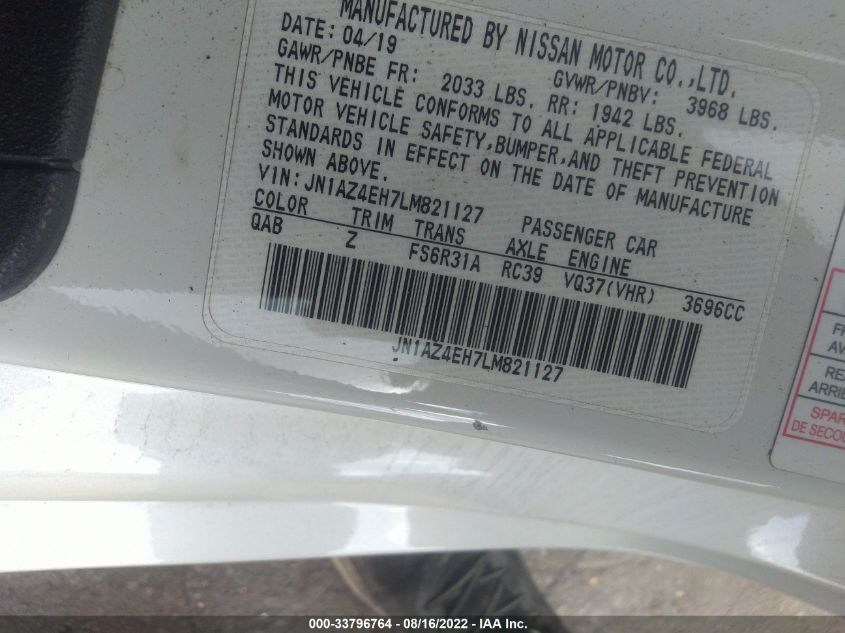 MANUFACTURED BY NISSAN MOTOR CO.,LTD.
DATE: 04/19 GVWR/PNBV: 3968 LBS.
GAWR/PNBE FR: 2033 LBS. RR: 1942 LBS.
THIS VEHICLE CONFORMS TO ALL APPLICABLE FEDERAL
MOTOR VEHICLE SAFETY,BUMPER,AND THEFT PREVENTION
STANDARDS IN EFFECT ON THE DATE OF MANUFACTURE
SHOWN ABOVE.
VIN:JN1AZ4EH7LM821127 PASSENGER CAR
COLOR TRIM TRANS AXLE ENGINE
QAB Z FS6R31A RC39 VQ37(VHR) 3696CC
JN1AZ4EH7LM821127
DE SECOU
000-33796764 - 08/16/2022 - IAA Inc.